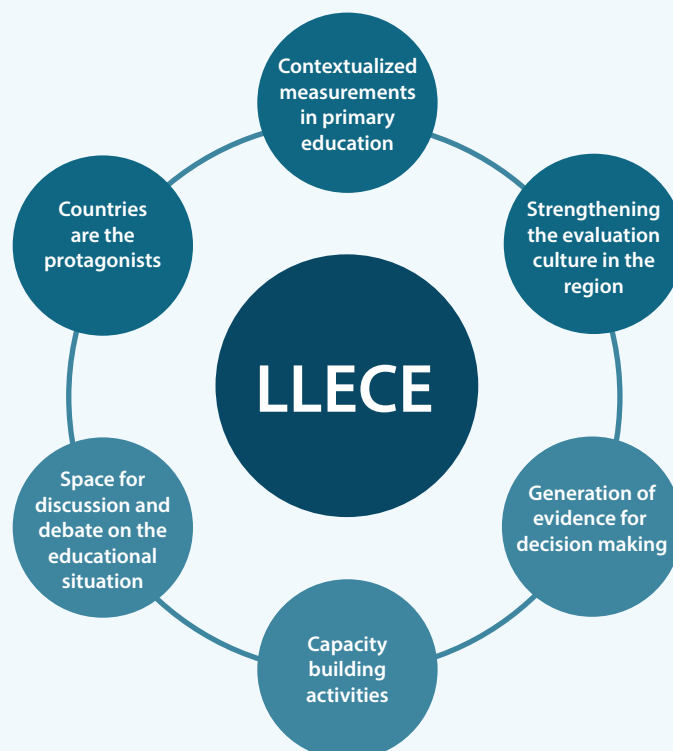 Contextualized
measurements
in primary
education
Strengthening
the evaluation
culture in the
region
Generation of
evidence for
decision making
Capacity
building
activities
Space for
discussion and
debate on the
educational
situation
Countries
are the
protagonists
LLECE